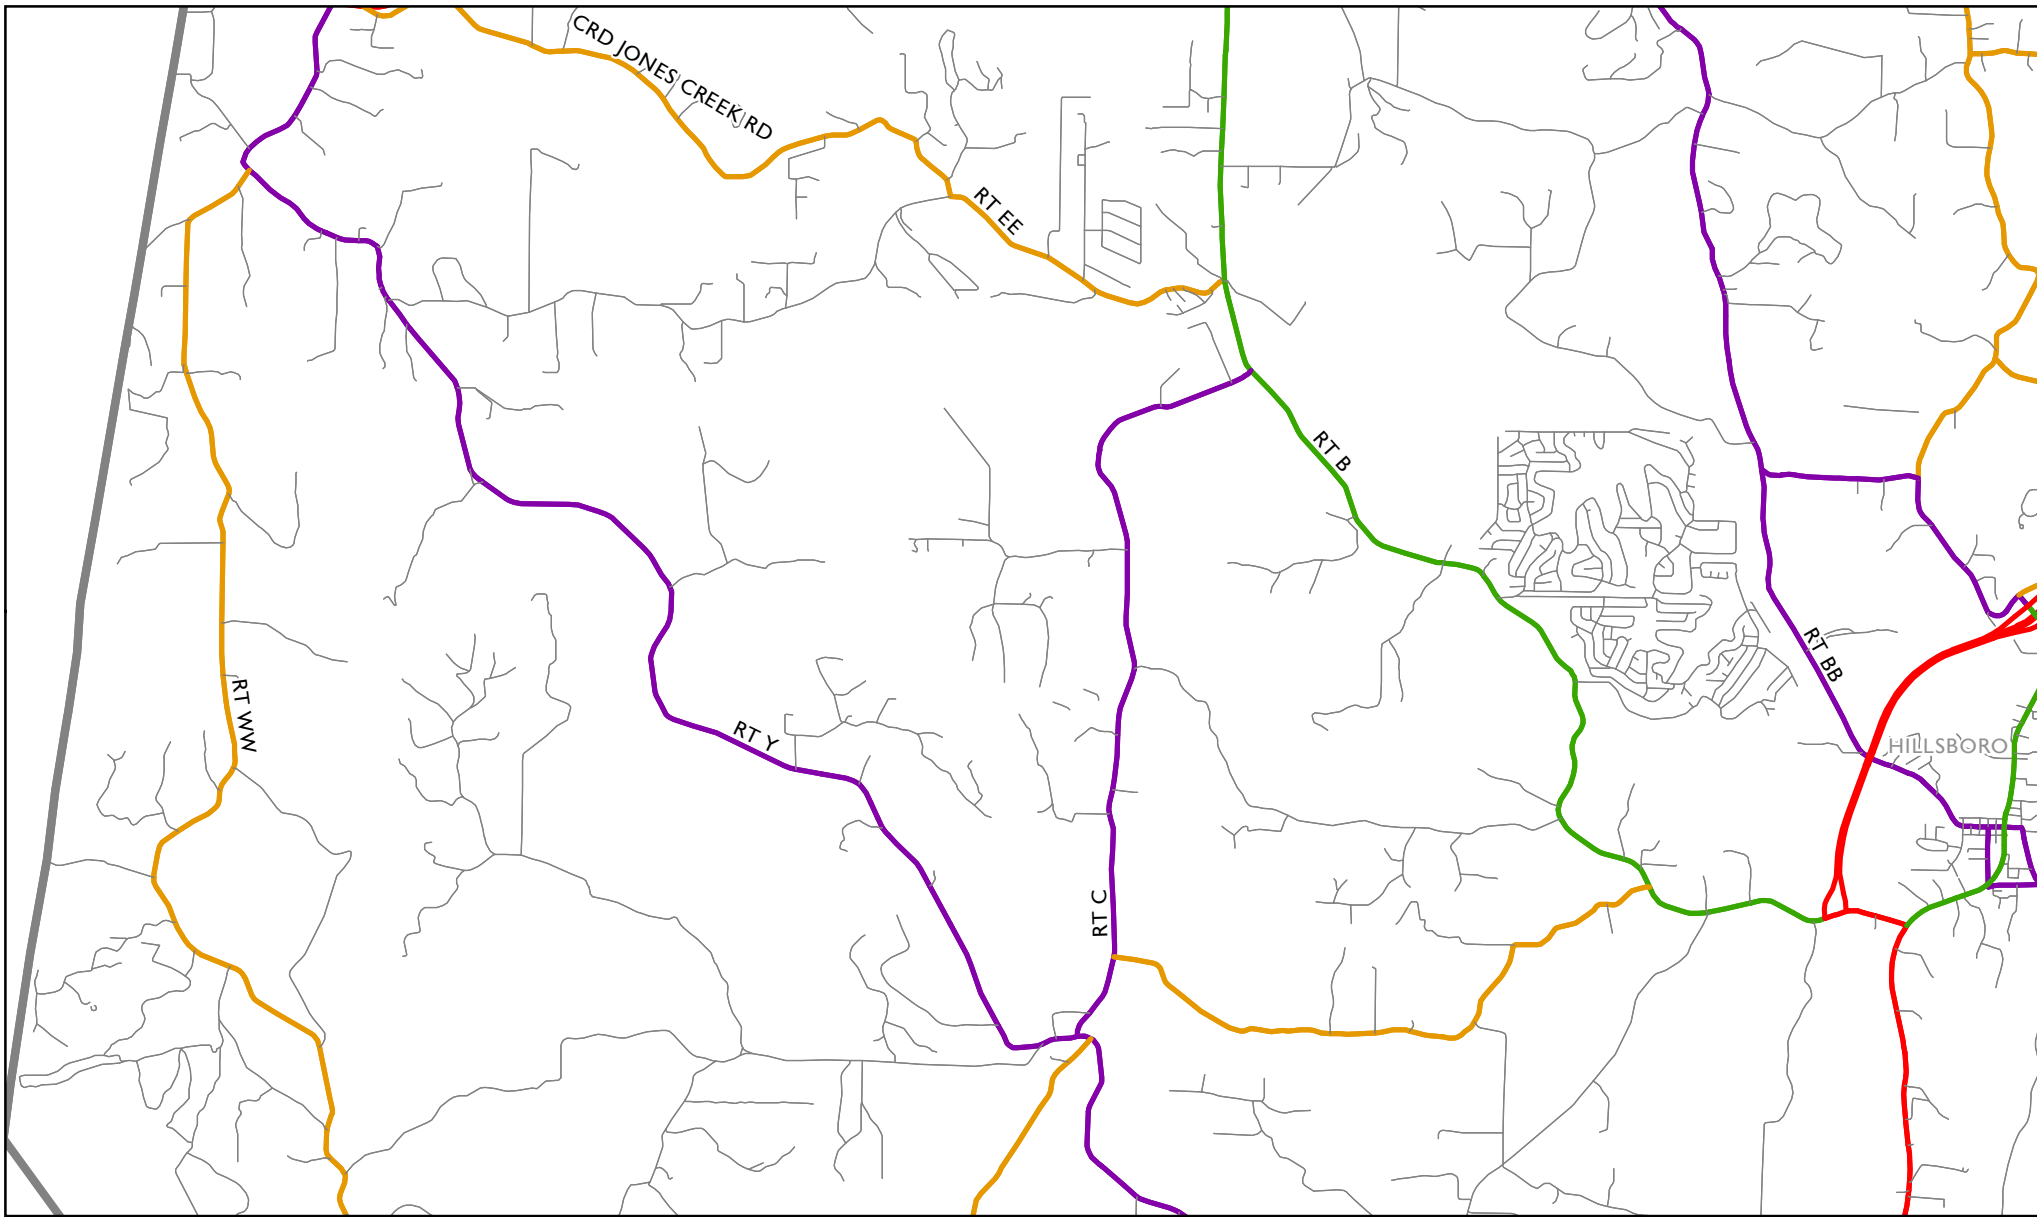 CRD JONES CREEK RD
RT EE
RT B
RT BB
RT WW
RT Y
HILLSBORO
RT C